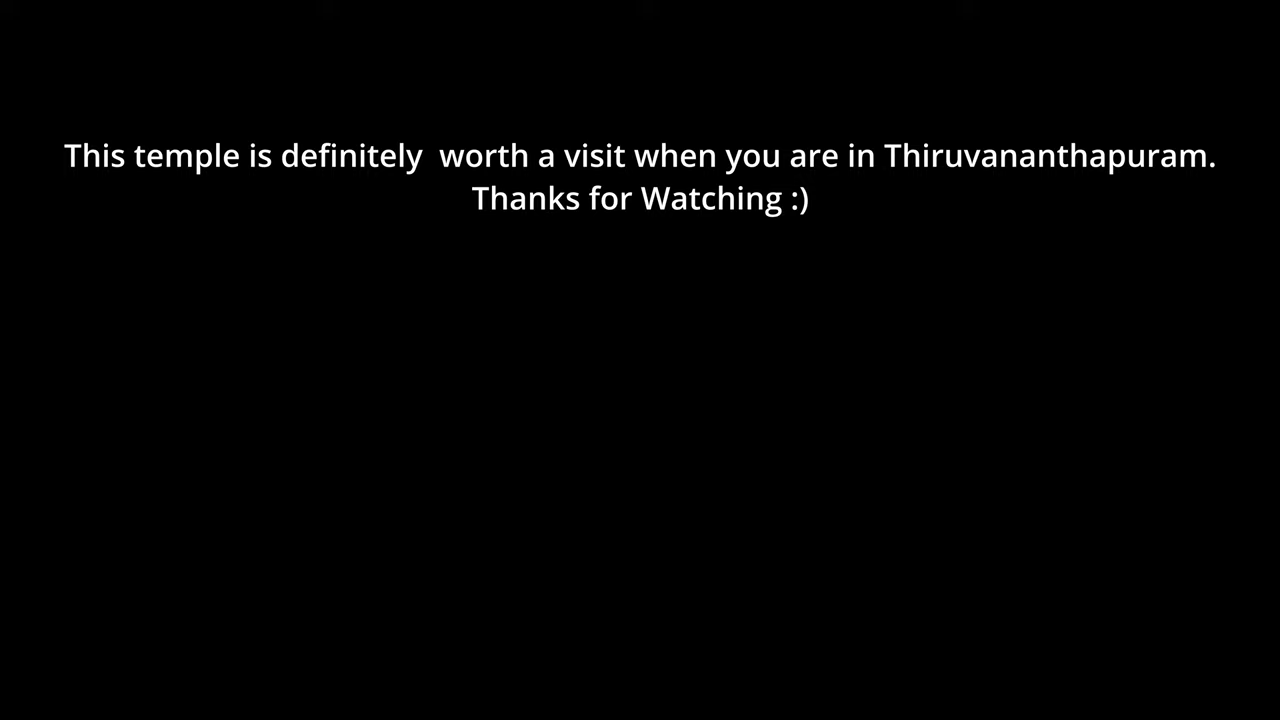 This temple is definitely  worth a visit when you are in Thiruvananthapuram.
Thanks for Watching :)